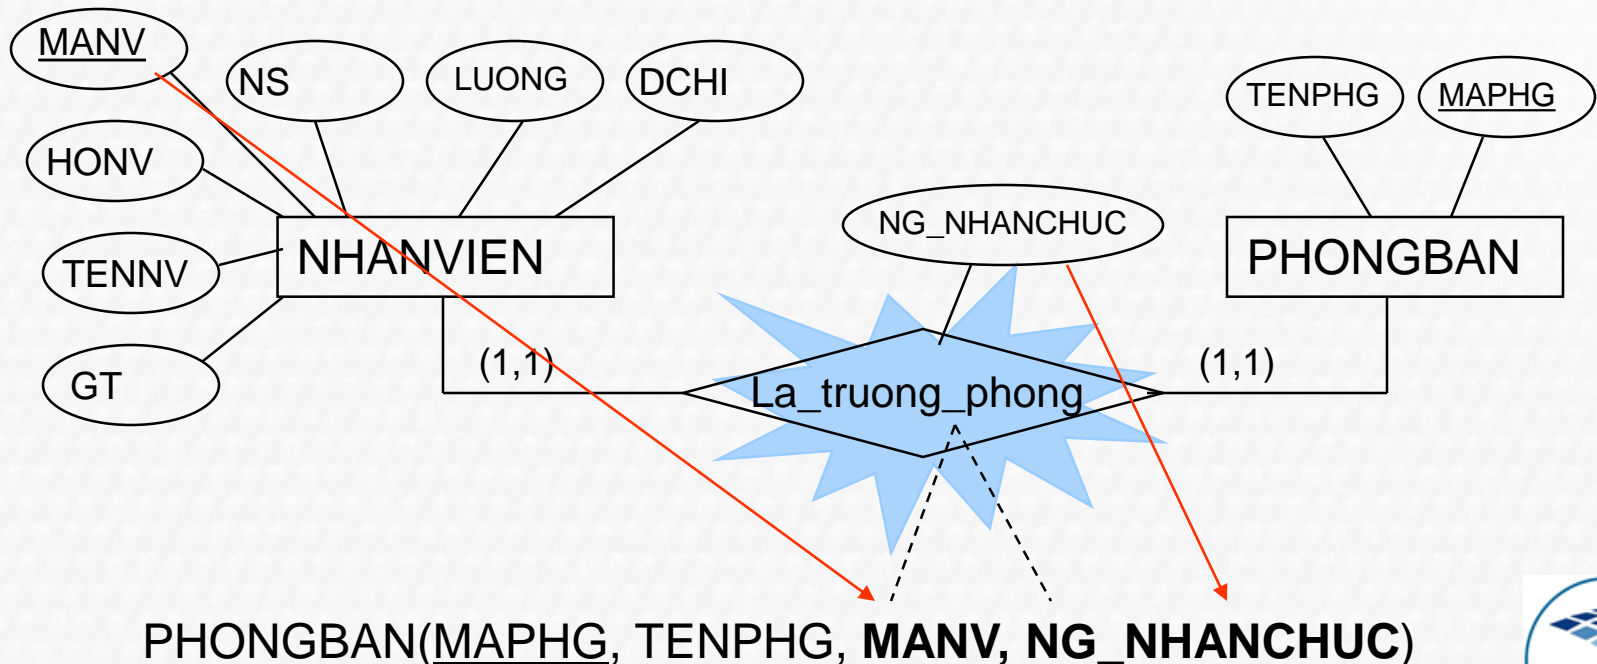 MANV
NS
LUONG
DCHI
TENPHG
MAPHG
HONV
NG_NHANCHUC
TENNV
NHANVIEN
PHONGBAN
GT
(1,1)
(1,1)
La_truong_phong
PHONGBAN(MAPHG, TENPHG, MANV, NG_NHANCHUC)